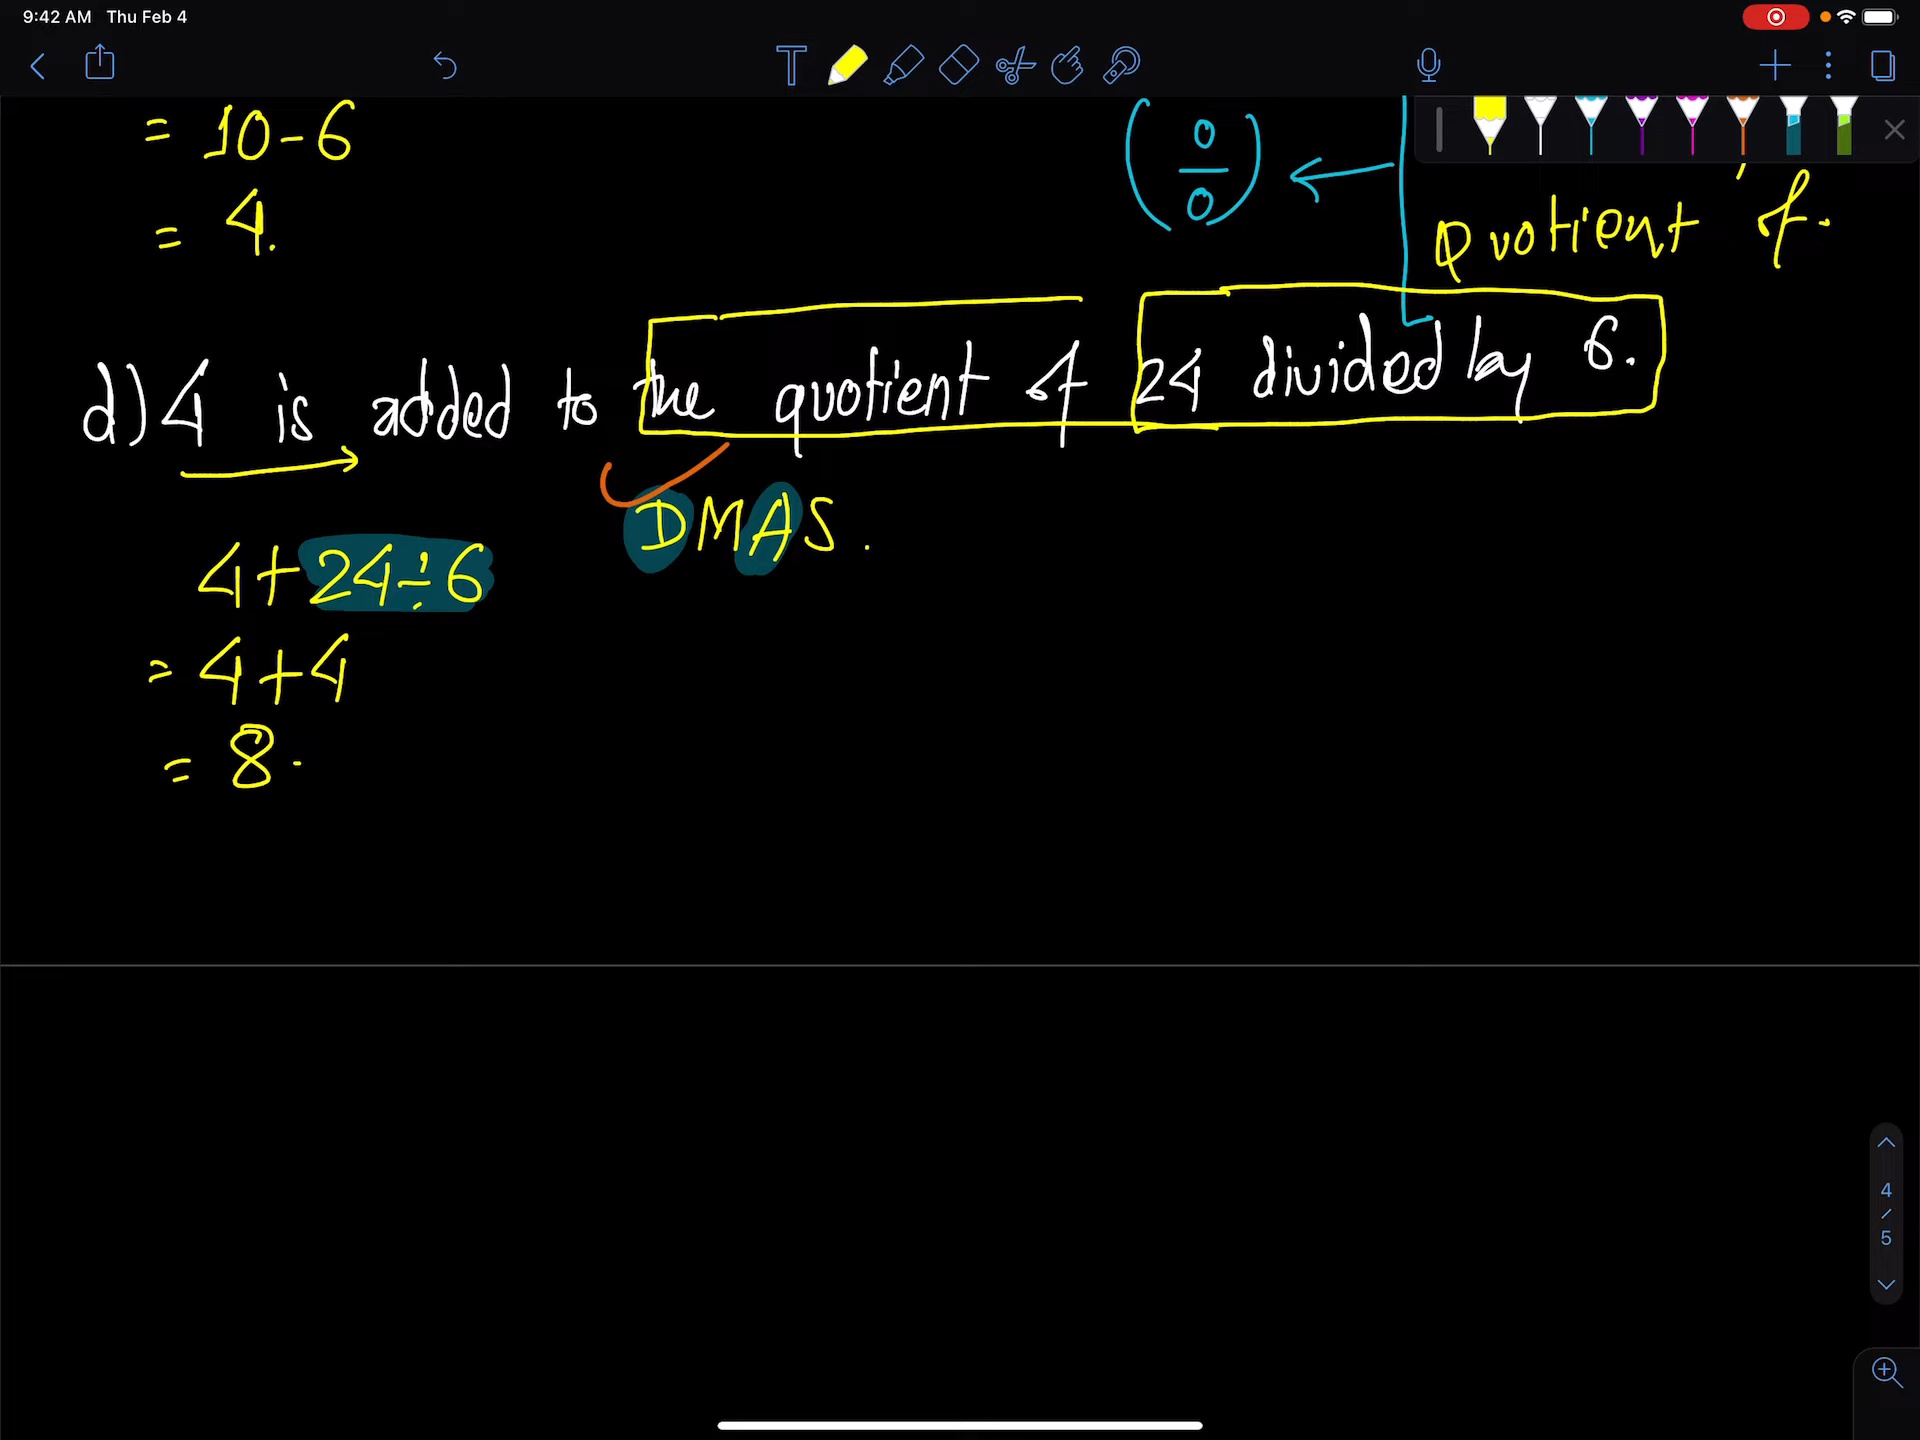 9:42 AM Thu Feb 4
= 10-6
= 4.
(0/0)
Quotient of.
d) 4 is added to the quotient of 24 divided by 6.
DMAS.
4+24÷6
= 4+4
= 8.
4
/
5